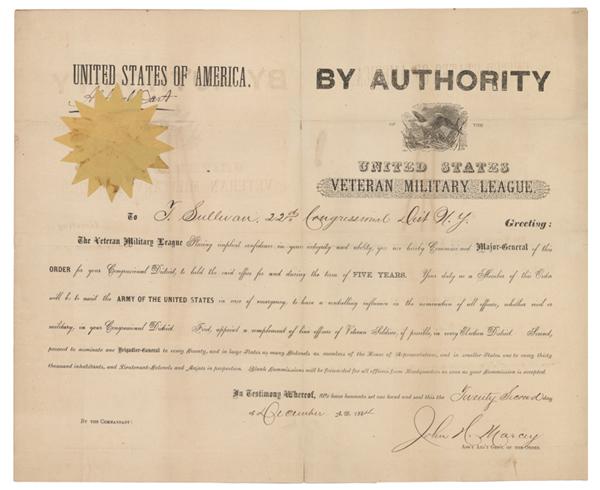 UNITED STATES OF AMERICA.
BY AUTHORITY
OF THE
UNITED STATES
VETERAN MILITARY LEAGUE.
To T. Sullivan, 22nd Congressional Dist N.Y. Greeting:
The Veteran Military League Having implicit confidence in your integrity and ability, you are hereby Commissioned Major-General of this
ORDER for your Congressional District, to hold the said office for and during the term of FIVE YEARS. Your duty as a Member of this Order
will be to assist the ARMY OF THE UNITED STATES in case of emergency, to have a controlling influence in the nomination of all officers, whether civil or
military, in your Congressional District. First, appoint a complement of line officers of Veteran Soldiers, if possible, in every Election District. Second,
proceed to nominate one Brigadier-General to every County, and in large States as many Colonels as members of the House of Representatives, and in smaller States one to every thirty
thousand inhabitants, and Lieutenant-Colonels and Majors in proportion. Blank Commissions will be forwarded for all officers from Headquarters as soon as your Commission is accepted.
In Testimony Whereof, We have hereunto set our hand and seal this the Twenty Second day
of December A.D. 1884
BY THE COMMANDANT:
John H. Marcy
ASS'T ADJ'T GEN'L OF THE ORDER.